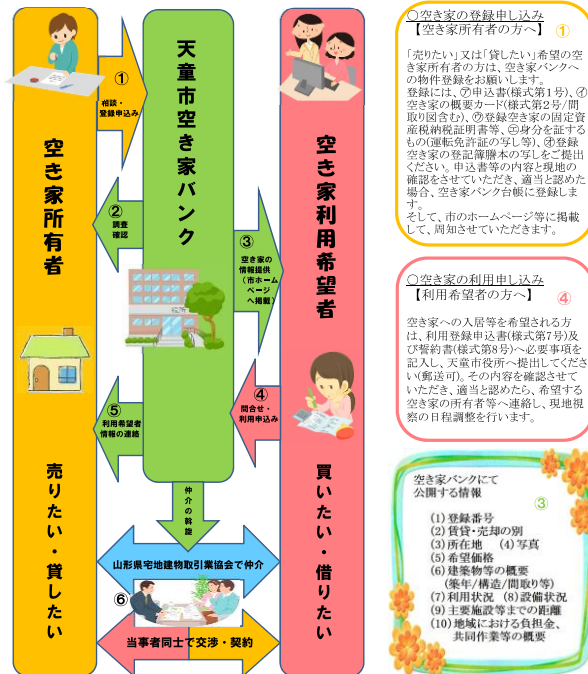 空き家所有者
売りたい・貸したい
①
相談・
登録申込み
②
調査
確認
⑤
利用希望者
情報の連絡
天童市空き家バンク
役所
③
空き家の
情報提供
(市ホーム
ページ
へ掲載)
④
問合せ・
利用申込み
仲介の斡旋
山形県宅地建物取引業協会で仲介
⑥
当事者同士で交渉・契約
空き家利用希望者
買いたい・借りたい
○空き家の登録申し込み
【空き家所有者の方へ】 ①
「売りたい」又は「貸したい」希望の空
き家所有者の方は、空き家バンクへ
の物件登録をお願いします。
登録には、㋐申込書(様式第1号)、㋑
空き家の概要カード(様式第2号/間
取り図含む)、㋒登録空き家の固定資
産税納税証明書等、㋓身分を証する
もの(運転免許証の写し等)、㋔登録
空き家の登記簿謄本の写しをご提出
ください。申込書等の内容と現地の
確認をさせていただき、適当と認めた
場合、空き家バンク台帳に登録しま
す。
そして、市のホームページ等に掲載
して、周知させていただきます。
○空き家の利用申し込み
【利用希望者の方へ】 ④
空き家への入居等を希望される方
は、利用登録申込書(様式第7号)及
び誓約書(様式第8号)へ必要事項を
記入し、天童市役所へ提出してくださ
い(郵送可)。その内容を確認させて
いただき、適当と認めたら、希望する
空き家の所有者等へ連絡し、現地視
察の日程調整を行います。
空き家バンクにて
公開する情報
③
(1)登録番号
(2)賃貸・売却の別
(3)所在地 (4)写真
(5)希望価格
(6)建築物等の概要
(築年/構造/間取り等)
(7)利用状況 (8)設備状況
(9)主要施設等までの距離
(10)地域における負担金、
共同作業等の概要